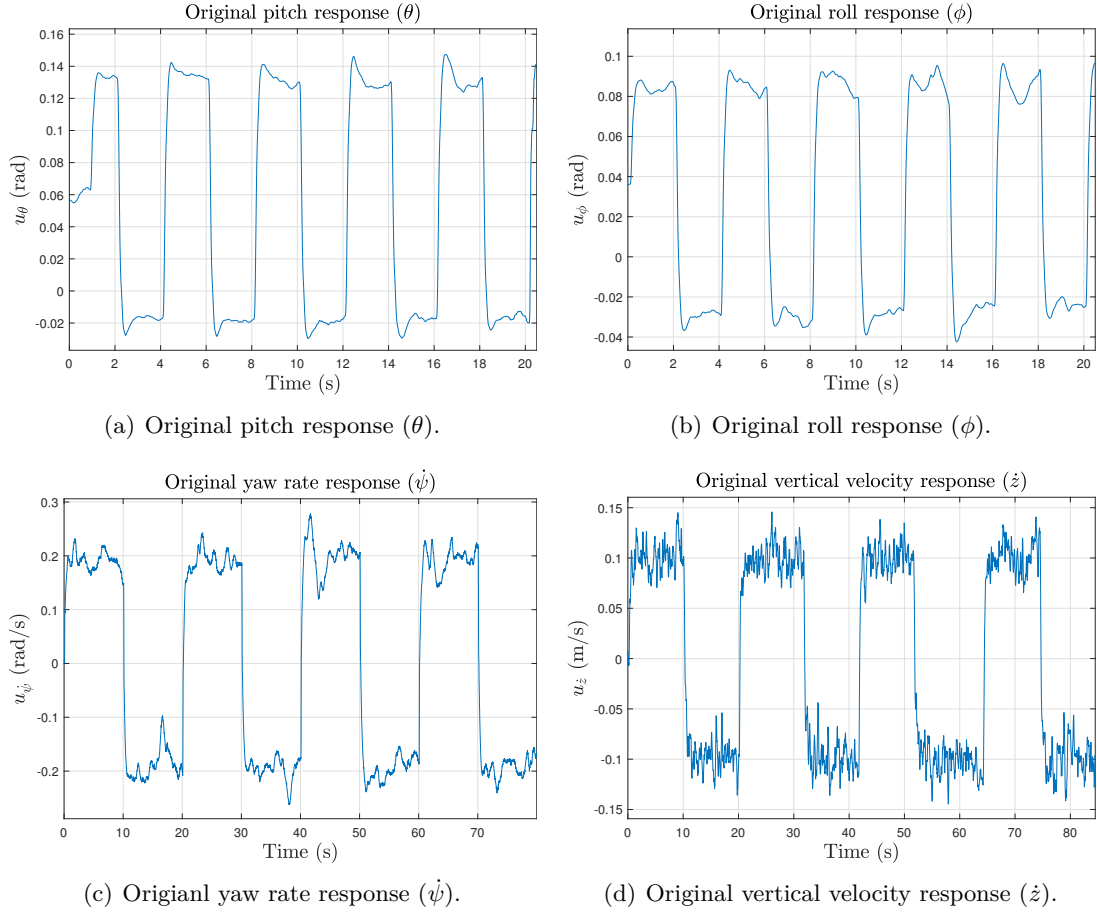 Original pitch response (θ)
0.16
0.14
0.12
0.1
0.08
0.06
0.04
0.02
0
-0.02
u_θ (rad)
0 2 4 6 8 10 12 14 16 18 20
Time (s)
(a) Original pitch response (θ).
Original roll response (ϕ)
0.1
0.08
0.06
0.04
0.02
0
-0.02
-0.04
u_ϕ (rad)
0 2 4 6 8 10 12 14 16 18 20
Time (s)
(b) Original roll response (ϕ).
Original yaw rate response (ψ̇)
0.3
0.2
0.1
0
-0.1
-0.2
u_ψ̇ (rad/s)
0 10 20 30 40 50 60 70
Time (s)
(c) Origianl yaw rate response (ψ̇).
Original vertical velocity response (ż)
0.15
0.1
0.05
0
-0.05
-0.1
-0.15
u_ż (m/s)
0 10 20 30 40 50 60 70 80
Time (s)
(d) Original vertical velocity response (ż).